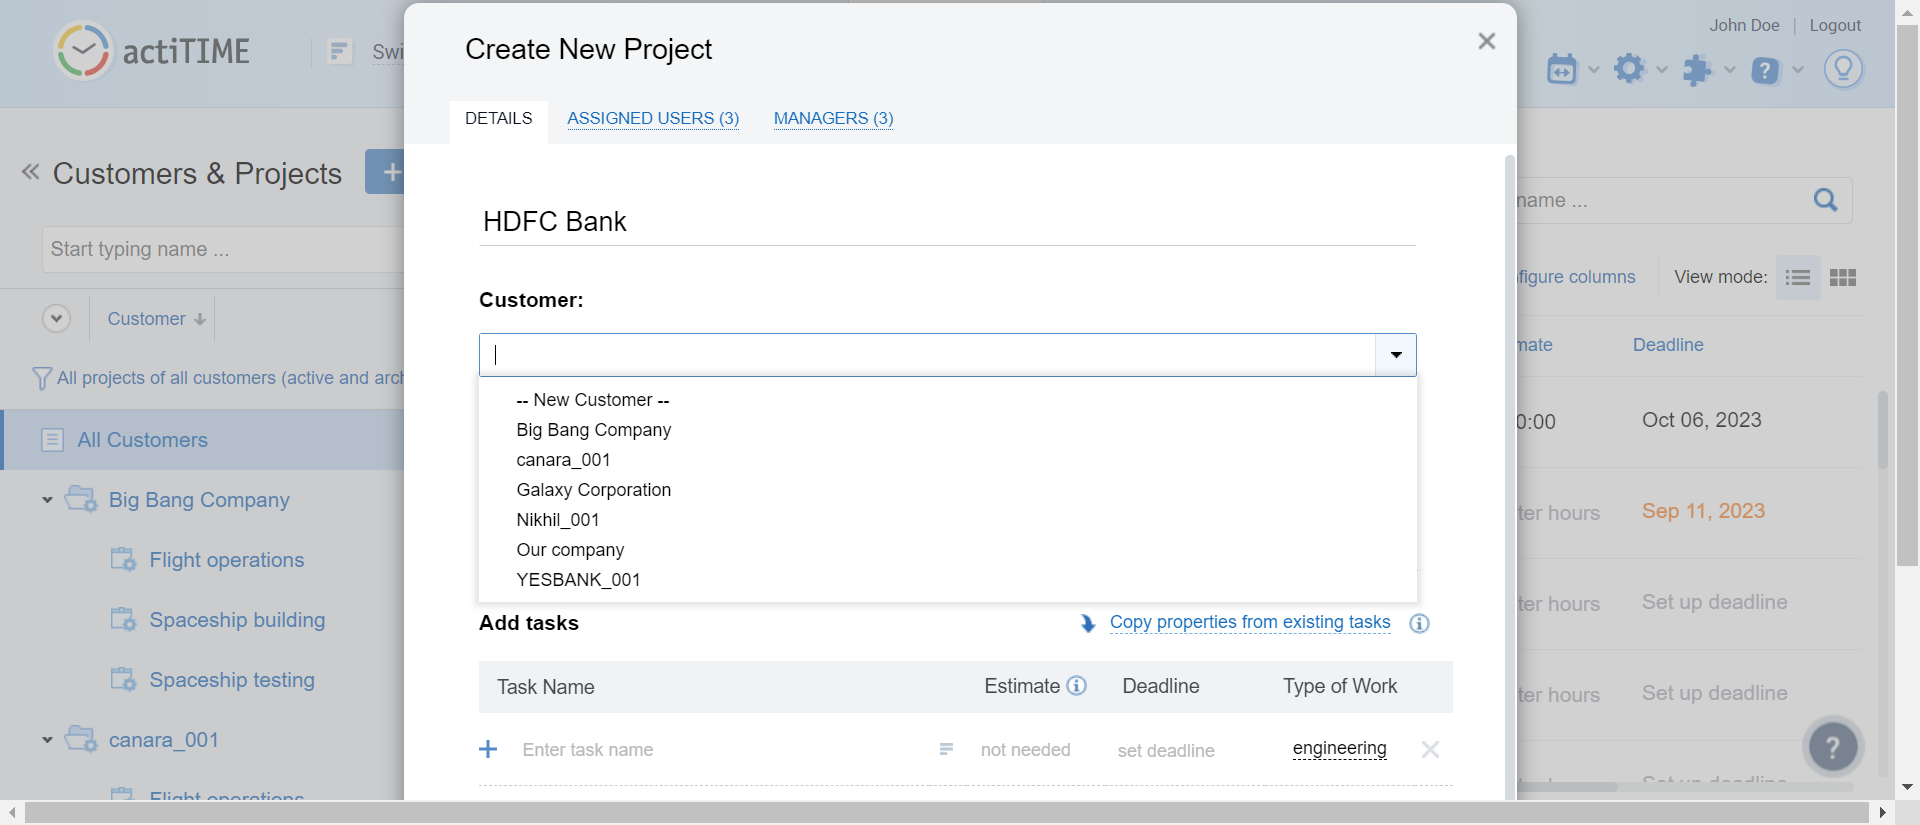 actiTIME
Swi
Create New Project
John Doe
Logout
DETAILS
ASSIGNED USERS (3)
MANAGERS (3)
Customers & Projects
HDFC Bank
name ...
Start typing name ...
figure columns
View mode:
Customer:
Customer
mate
Deadline
All projects of all customers (active and arc
-- New Customer --
Big Bang Company
canara_001
Galaxy Corporation
Nikhil_001
Our company
YESBANK_001
0:00
Oct 06, 2023
All Customers
Big Bang Company
ter hours
Sep 11, 2023
Flight operations
ter hours
Set up deadline
Spaceship building
Add tasks
Copy properties from existing tasks
Spaceship testing
Task Name
Estimate
Deadline
Type of Work
ter hours
Set up deadline
canara_001
Enter task name
not needed
set deadline
engineering
Flight operations
Set up deadline